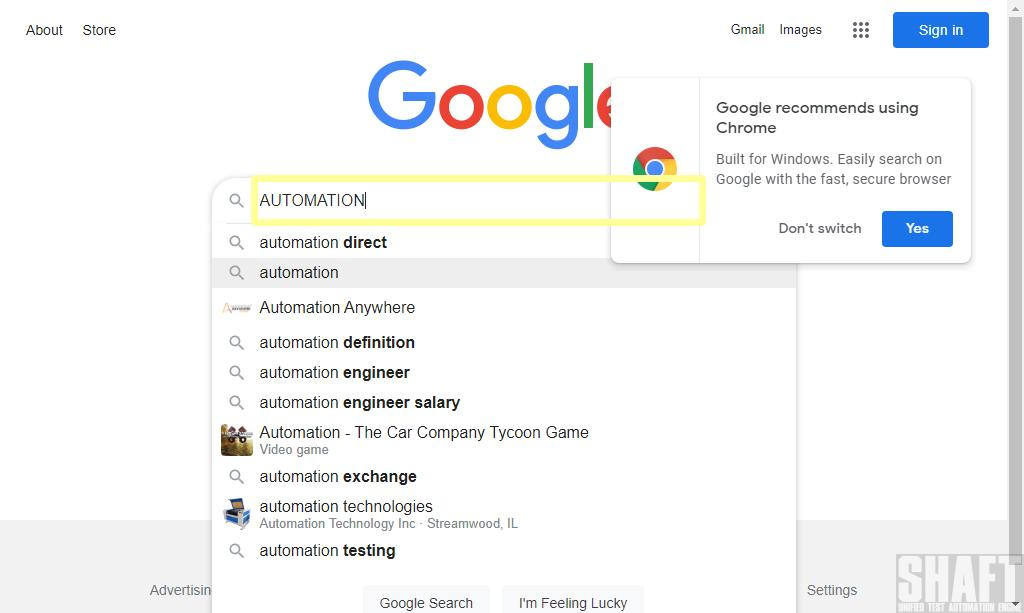 About Store
Gmail Images Sign in
Google
Google recommends using
Chrome
Built for Windows. Easily search on
Google with the fast, secure browser
Don't switch Yes
AUTOMATION
automation direct
automation
Automation Anywhere
automation definition
automation engineer
automation engineer salary
Automation - The Car Company Tycoon Game
Video game
automation exchange
automation technologies
Automation Technology Inc · Streamwood, IL
automation testing
Google Search I'm Feeling Lucky
Settings
SHAFT
UNIFIED TEST AUTOMATION